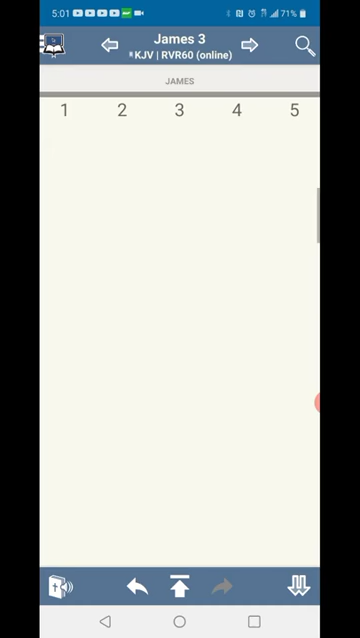 5:01 71%
James 3
*KJV | RVR60 (online)
JAMES
1 2 3 4 5